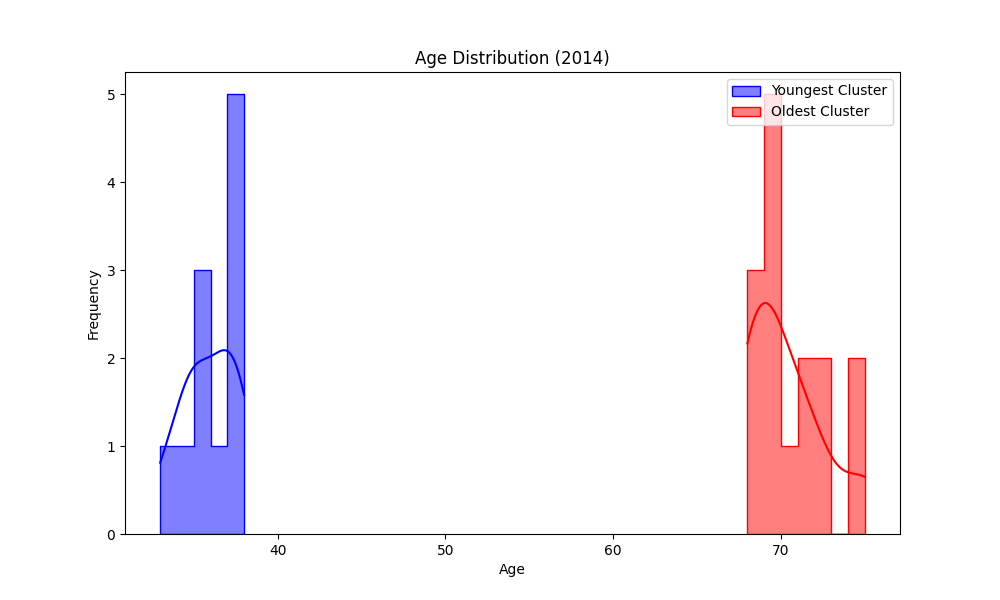 Age Distribution (2014)
Youngest Cluster
Oldest Cluster
5
4
3
2
1
0
Frequency
40 50 60 70
Age